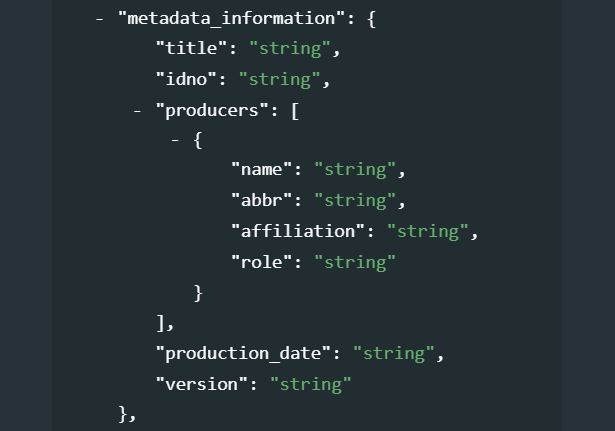 - "metadata_information": {
"title": "string",
"idno": "string",
- "producers": [
- {
"name": "string",
"abbr": "string",
"affiliation": "string",
"role": "string"
}
],
"production_date": "string",
"version": "string"
},